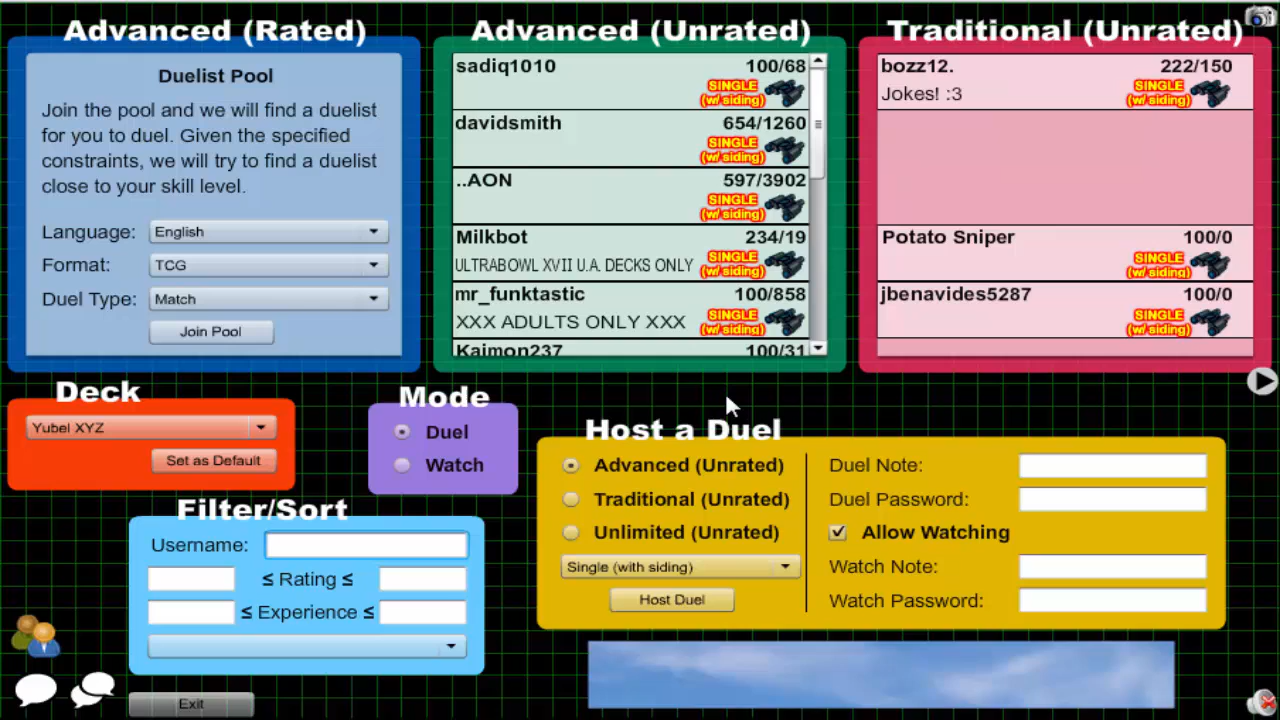 Advanced (Rated)
Duelist Pool
Join the pool and we will find a duelist
for you to duel. Given the specified
constraints, we will try to find a duelist
close to your skill level.
Language: English
Format: TCG
Duel Type: Match
Join Pool
Advanced (Unrated)
sadiq1010 100/68
SINGLE
(w/ siding)
davidsmith 654/1260
SINGLE
(w/ siding)
..AON 597/3902
SINGLE
(w/ siding)
Milkbot 234/19
ULTRABOWL XVII U.A. DECKS ONLY SINGLE
(w/ siding)
mr_funktastic 100/858
XXX ADULTS ONLY XXX SINGLE
(w/ siding)
Kaimon237 100/31
Traditional (Unrated)
bozz12. 222/150
Jokes! :3 SINGLE
(w/ siding)
Potato Sniper 100/0
SINGLE
(w/ siding)
jbenavides5287 100/0
SINGLE
(w/ siding)
Deck
Yubel XYZ
Set as Default
Mode
Duel
Watch
Filter/Sort
Username:
≤ Rating ≤
≤ Experience ≤
Exit
Host a Duel
Advanced (Unrated)
Traditional (Unrated)
Unlimited (Unrated)
Single (with siding)
Host Duel
Duel Note:
Duel Password:
Allow Watching
Watch Note:
Watch Password: